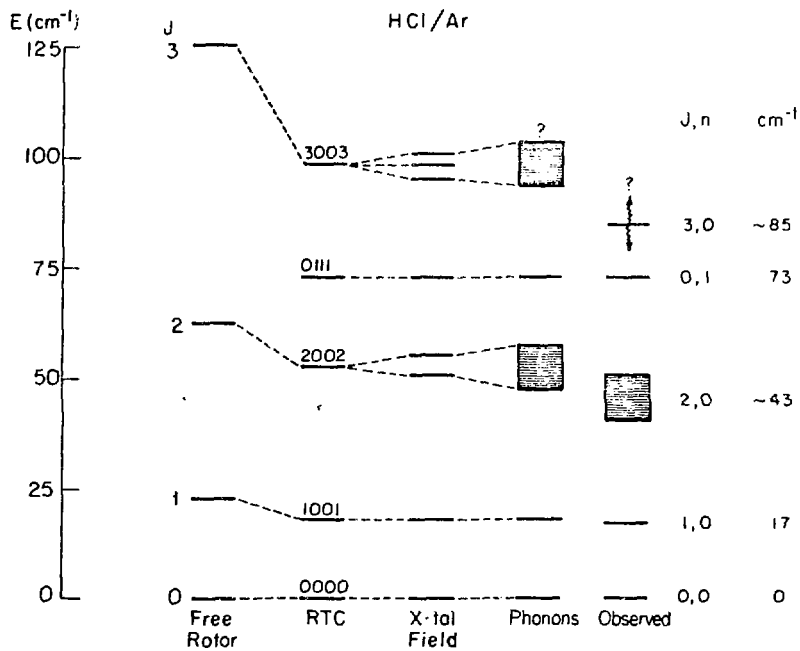 E (cm⁻¹)
HCl/Ar
J
125
3
100
75
50
25
0
2
1
0
3003
0111
2002
1001
0000
?
?
J,n cm⁻¹
3,0 ~85
0,1 73
2,0 ~43
1,0 17
0,0 0
Free Rotor
RTC
X-tal Field
Phonons
Observed